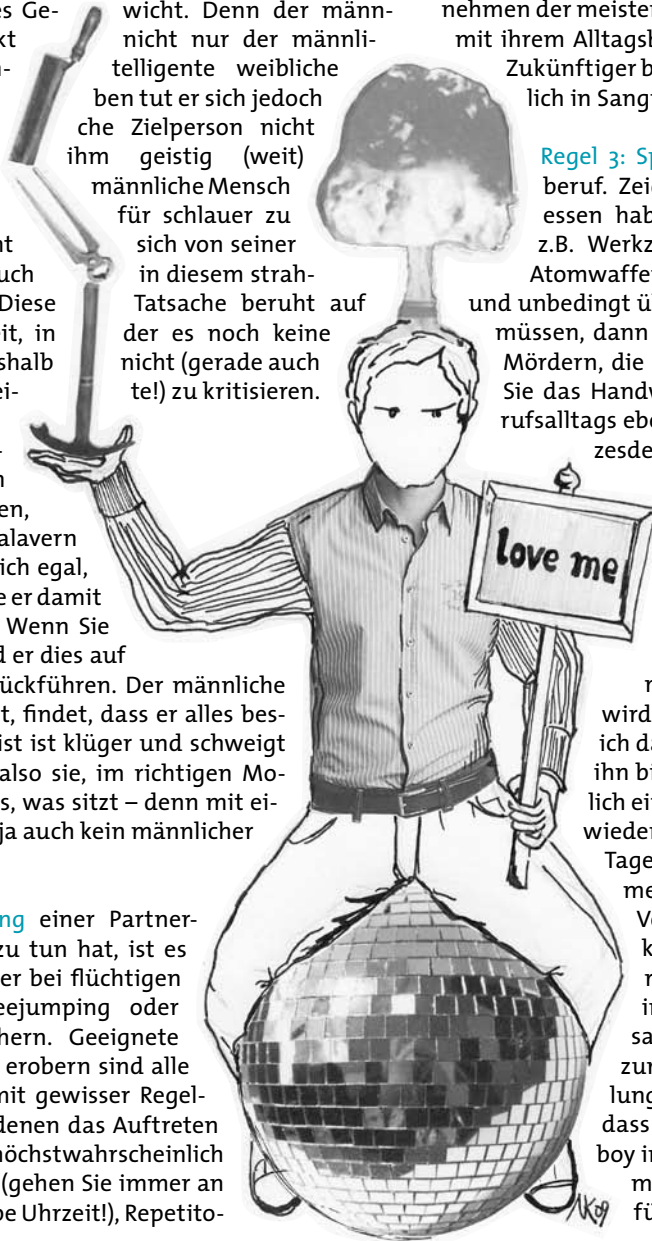 es Ge-
kt
n-
nt
uch
Diese
eit, in
shalb
ei-
-
n
en,
alavern
ich egal,
e er damit
Wenn Sie
d er dies auf
ückführen. Der männliche
t, findet, dass er alles bes-
ist ist klüger und schweigt
also sie, im richtigen Mo-
s, was sitzt – denn mit ei-
ja auch kein männlicher
ng einer Partner-
zu tun hat, ist es
er bei flüchtigen
eejumping oder
hern. Geeignete
erobern sind alle
mit gewisser Regel-
denen das Auftreten
höchstwahrscheinlich
(gehen Sie immer an
be Uhrzeit!), Repetito-
wicht. Denn der männ-
nicht nur der männli-
telligente weibliche
ben tut er sich jedoch
che Zielperson nicht
ihm geistig (weit)
männliche Mensch
für schlauer zu
sich von seiner
in diesem strah-
Tatsache beruht auf
der es noch keine
nicht (gerade auch
te!) zu kritisieren.
love me
NK09
nehmen der meisten
mit ihrem Alltagsb
Zukünftiger b
lich in Sang
Regel 3: Sp
beruf. Zei
essen hab
z.B. Werkz
Atomwaffe
und unbedingt ü
müssen, dann
Mördern, die
Sie das Handw
rufsalltags ebe
zesde
r
wird
ich da
ihn bi
lich ei
wieder
Tage
me
Ve
k
r
i
sa
zur
lung
dass
boy i
m
fü